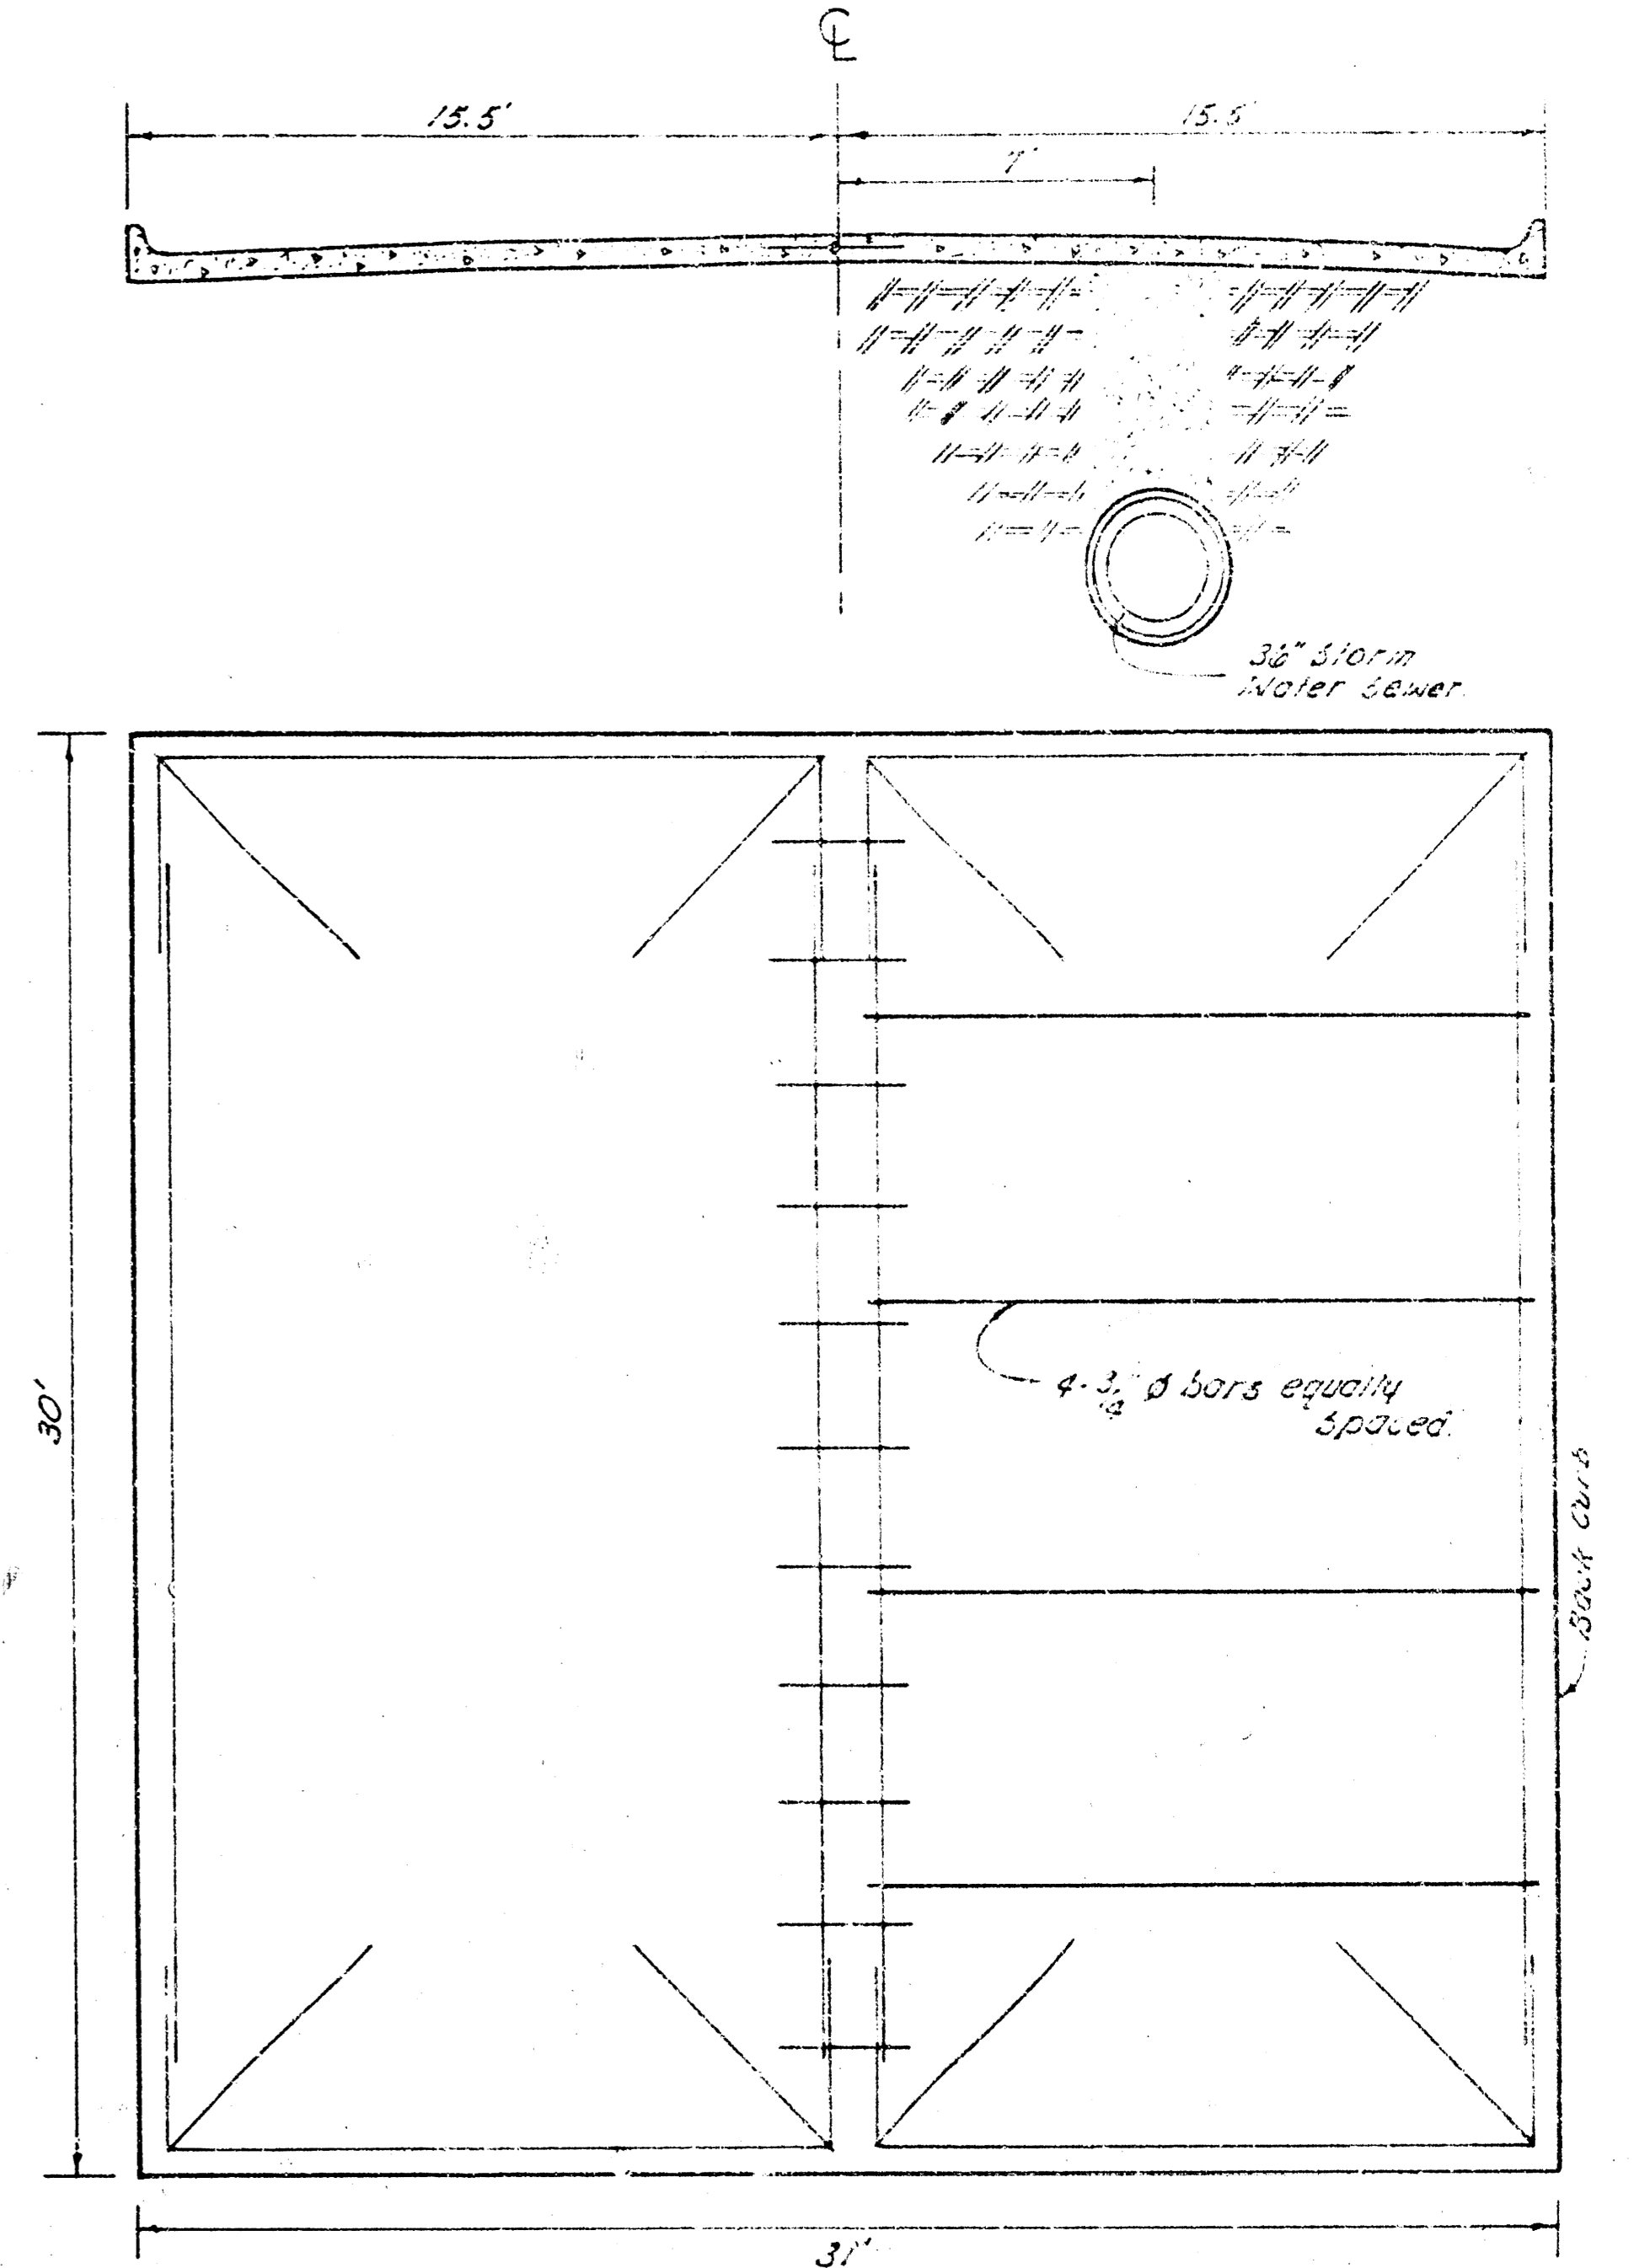 ℄
15.5'
15.5'
7'
36" Storm
Water Sewer.
30'
4-3/4" ø bars equally
spaced.
Back Curb
31'